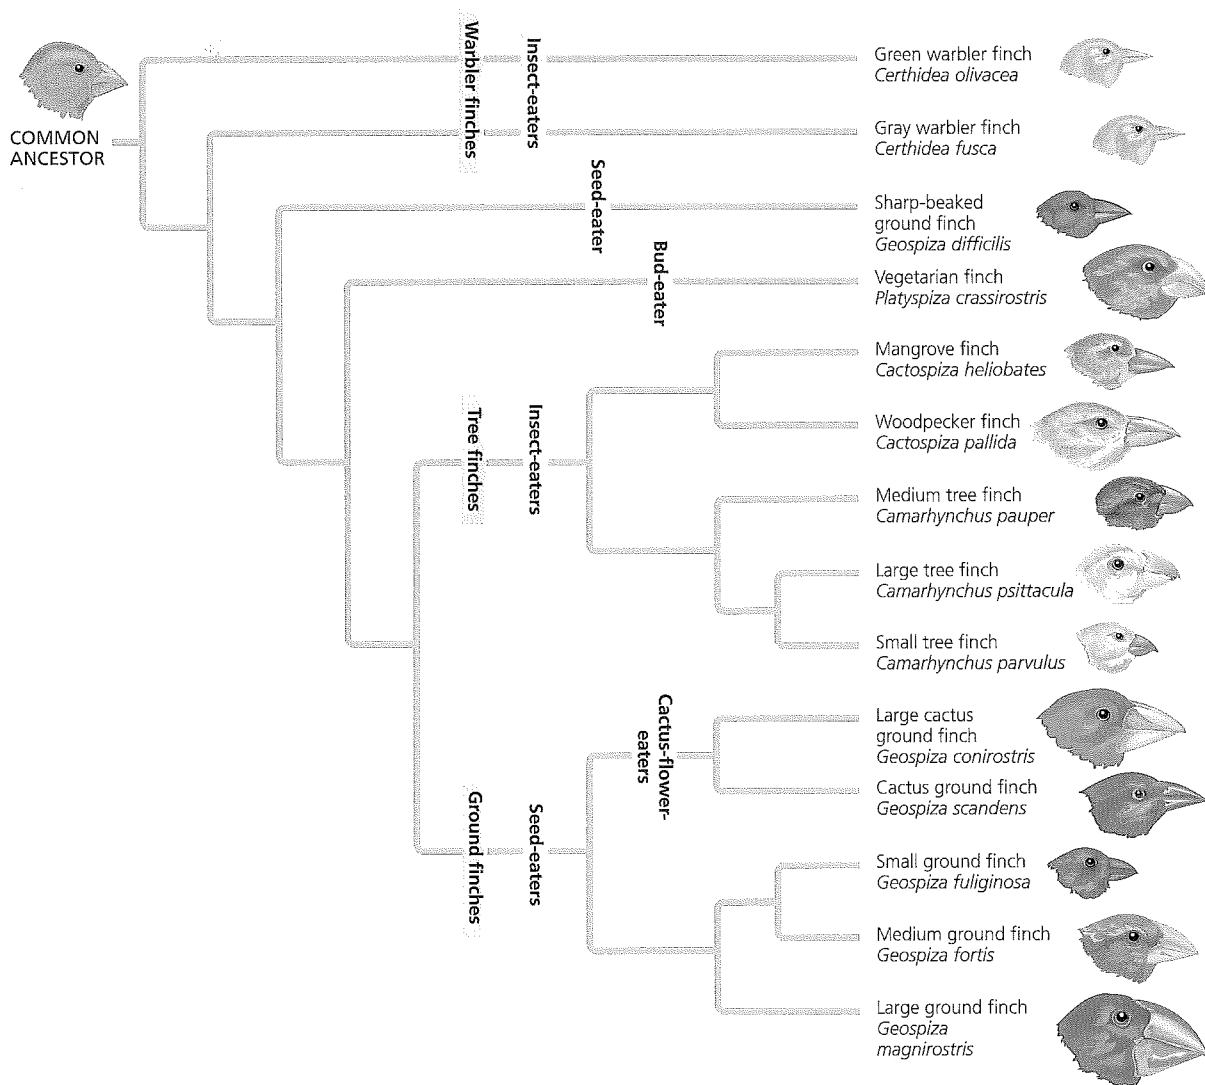 COMMON
ANCESTOR
Warbler finches
Insect-eaters
Green warbler finch
Certhidea olivacea
Gray warbler finch
Certhidea fusca
Seed-eater
Sharp-beaked
ground finch
Geospiza difficilis
Bud-eater
Vegetarian finch
Platyspiza crassirostris
Tree finches
Insect-eaters
Mangrove finch
Cactospiza heliobates
Woodpecker finch
Cactospiza pallida
Medium tree finch
Camarhynchus pauper
Large tree finch
Camarhynchus psittacula
Small tree finch
Camarhynchus parvulus
Ground finches
Seed-eaters
Cactus-flower-
eaters
Large cactus
ground finch
Geospiza conirostris
Cactus ground finch
Geospiza scandens
Small ground finch
Geospiza fuliginosa
Medium ground finch
Geospiza fortis
Large ground finch
Geospiza
magnirostris